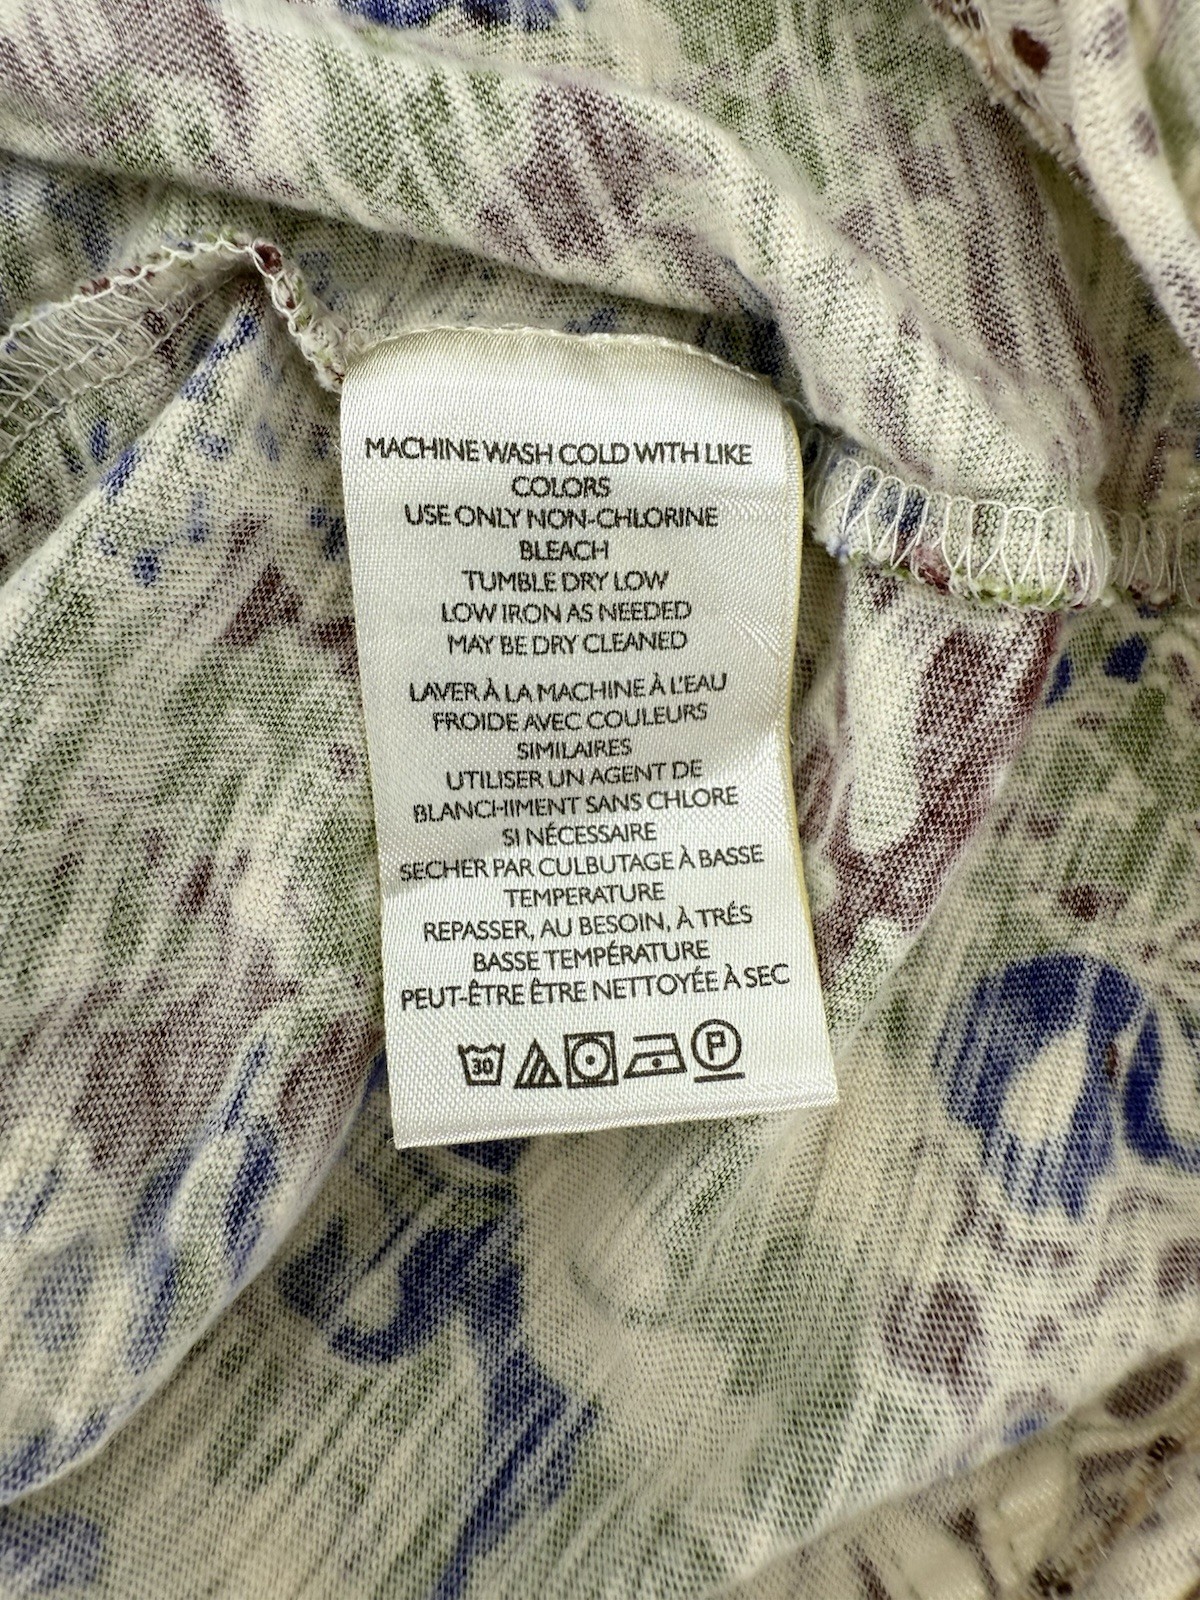 MACHINE WASH COLD WITH LIKE
COLORS
USE ONLY NON-CHLORINE
BLEACH
TUMBLE DRY LOW
LOW IRON AS NEEDED
MAY BE DRY CLEANED
LAVER À LA MACHINE À L'EAU
FROIDE AVEC COULEURS
SIMILAIRES
UTILISER UN AGENT DE
BLANCHIIMENT SANS CHLORE
SI NÉCESSAIRE
SECHER PAR CULBUTAGE À BASSE
TEMPERATURE
REPASSER, AU BESOIN, À TRÉS
BASSE TEMPÉRATURE
PEUT-ÊTRE ÊTRE NETTOYÉE À SEC
30 P